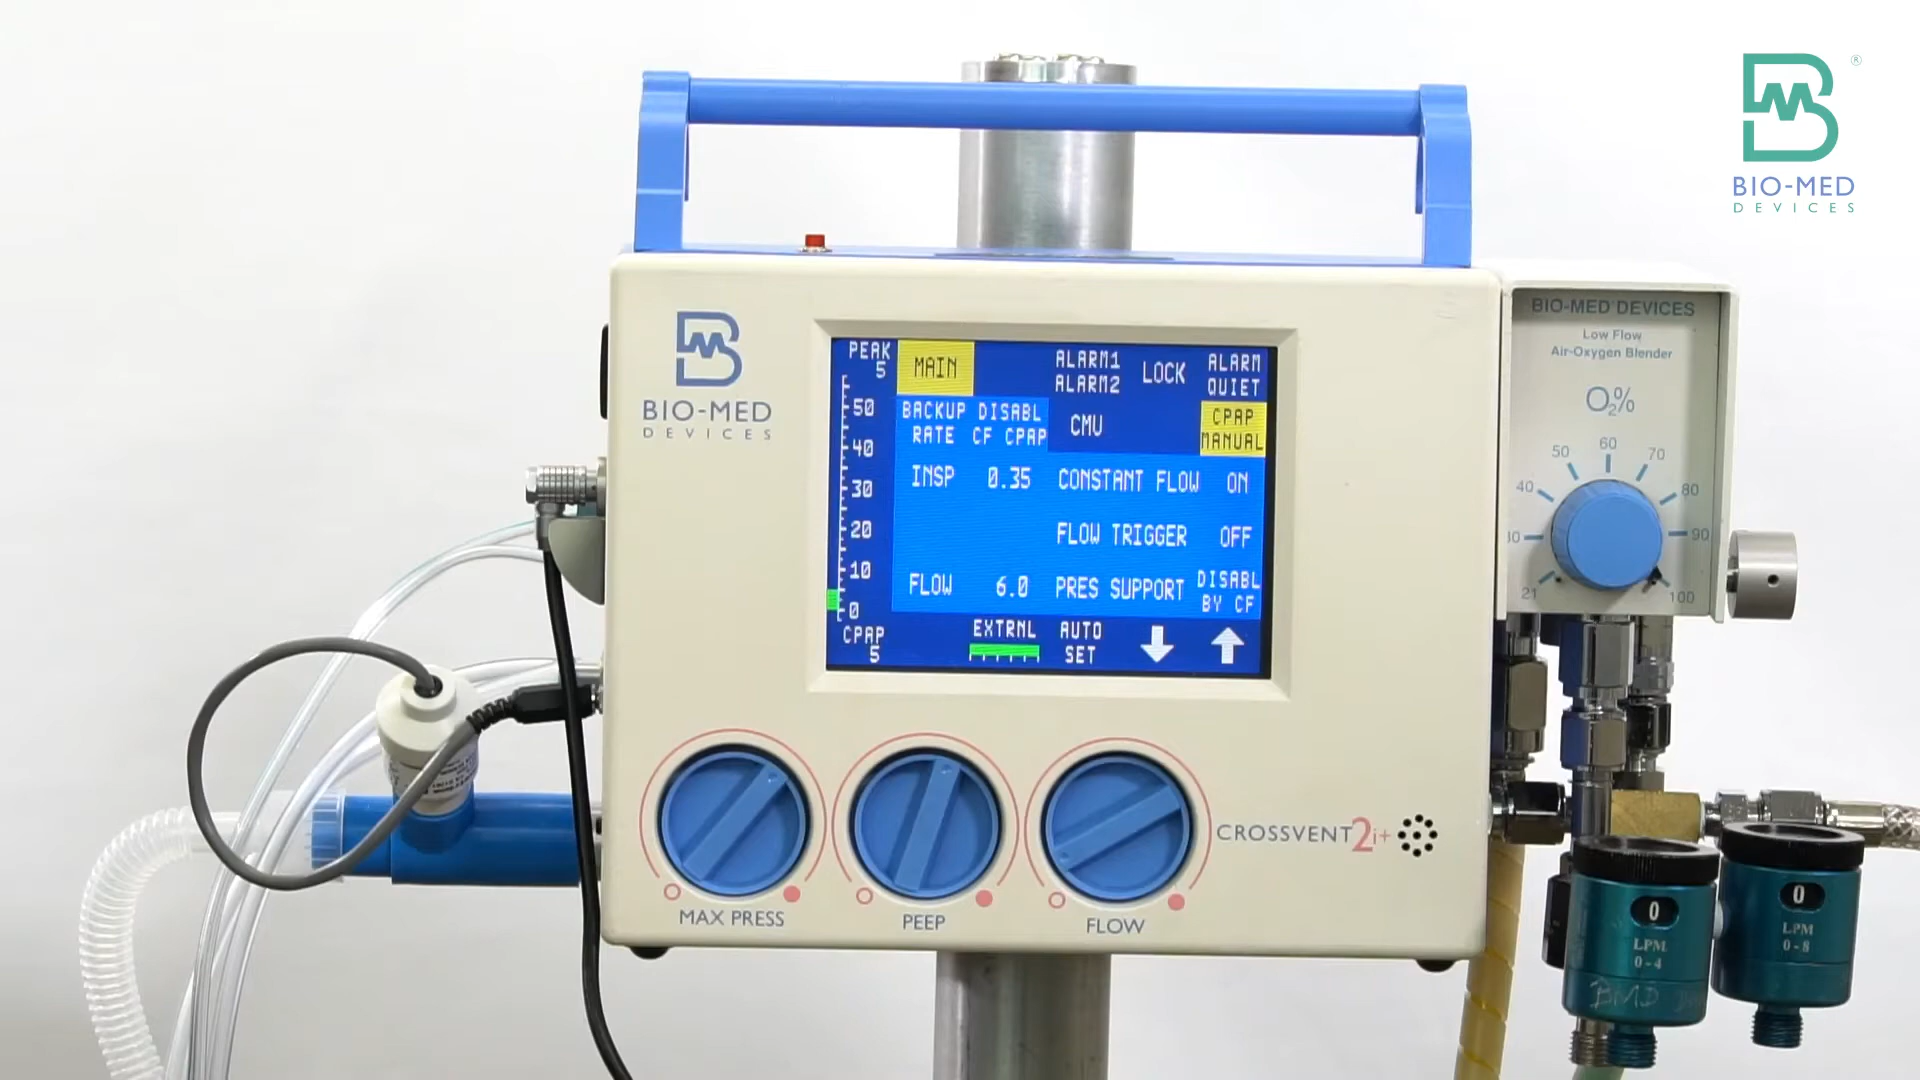 BIO-MED
DEVICES
®
BIO-MED
DEVICES
PEAK
5
50
40
30
20
10
0
CPAP
5
MAIN
ALARM1
ALARM2
LOCK
ALARM
QUIET
BACKUP DISABL
RATE CF CPAP
CMV
CPAP
MANUAL
INSP 0.35 CONSTANT FLOW ON
FLOW TRIGGER OFF
FLOW 6.0 PRES SUPPORT DISABL
BY CF
EXTRNL
AUTO
SET
MAX PRESS
PEEP
FLOW
CROSSVENT 2i+
BIO-MED DEVICES
Low Flow
Air-Oxygen Blender
O2%
21
40
50
60
70
80
90
100
0
LPM
0-4
BMD
0
LPM
0-8